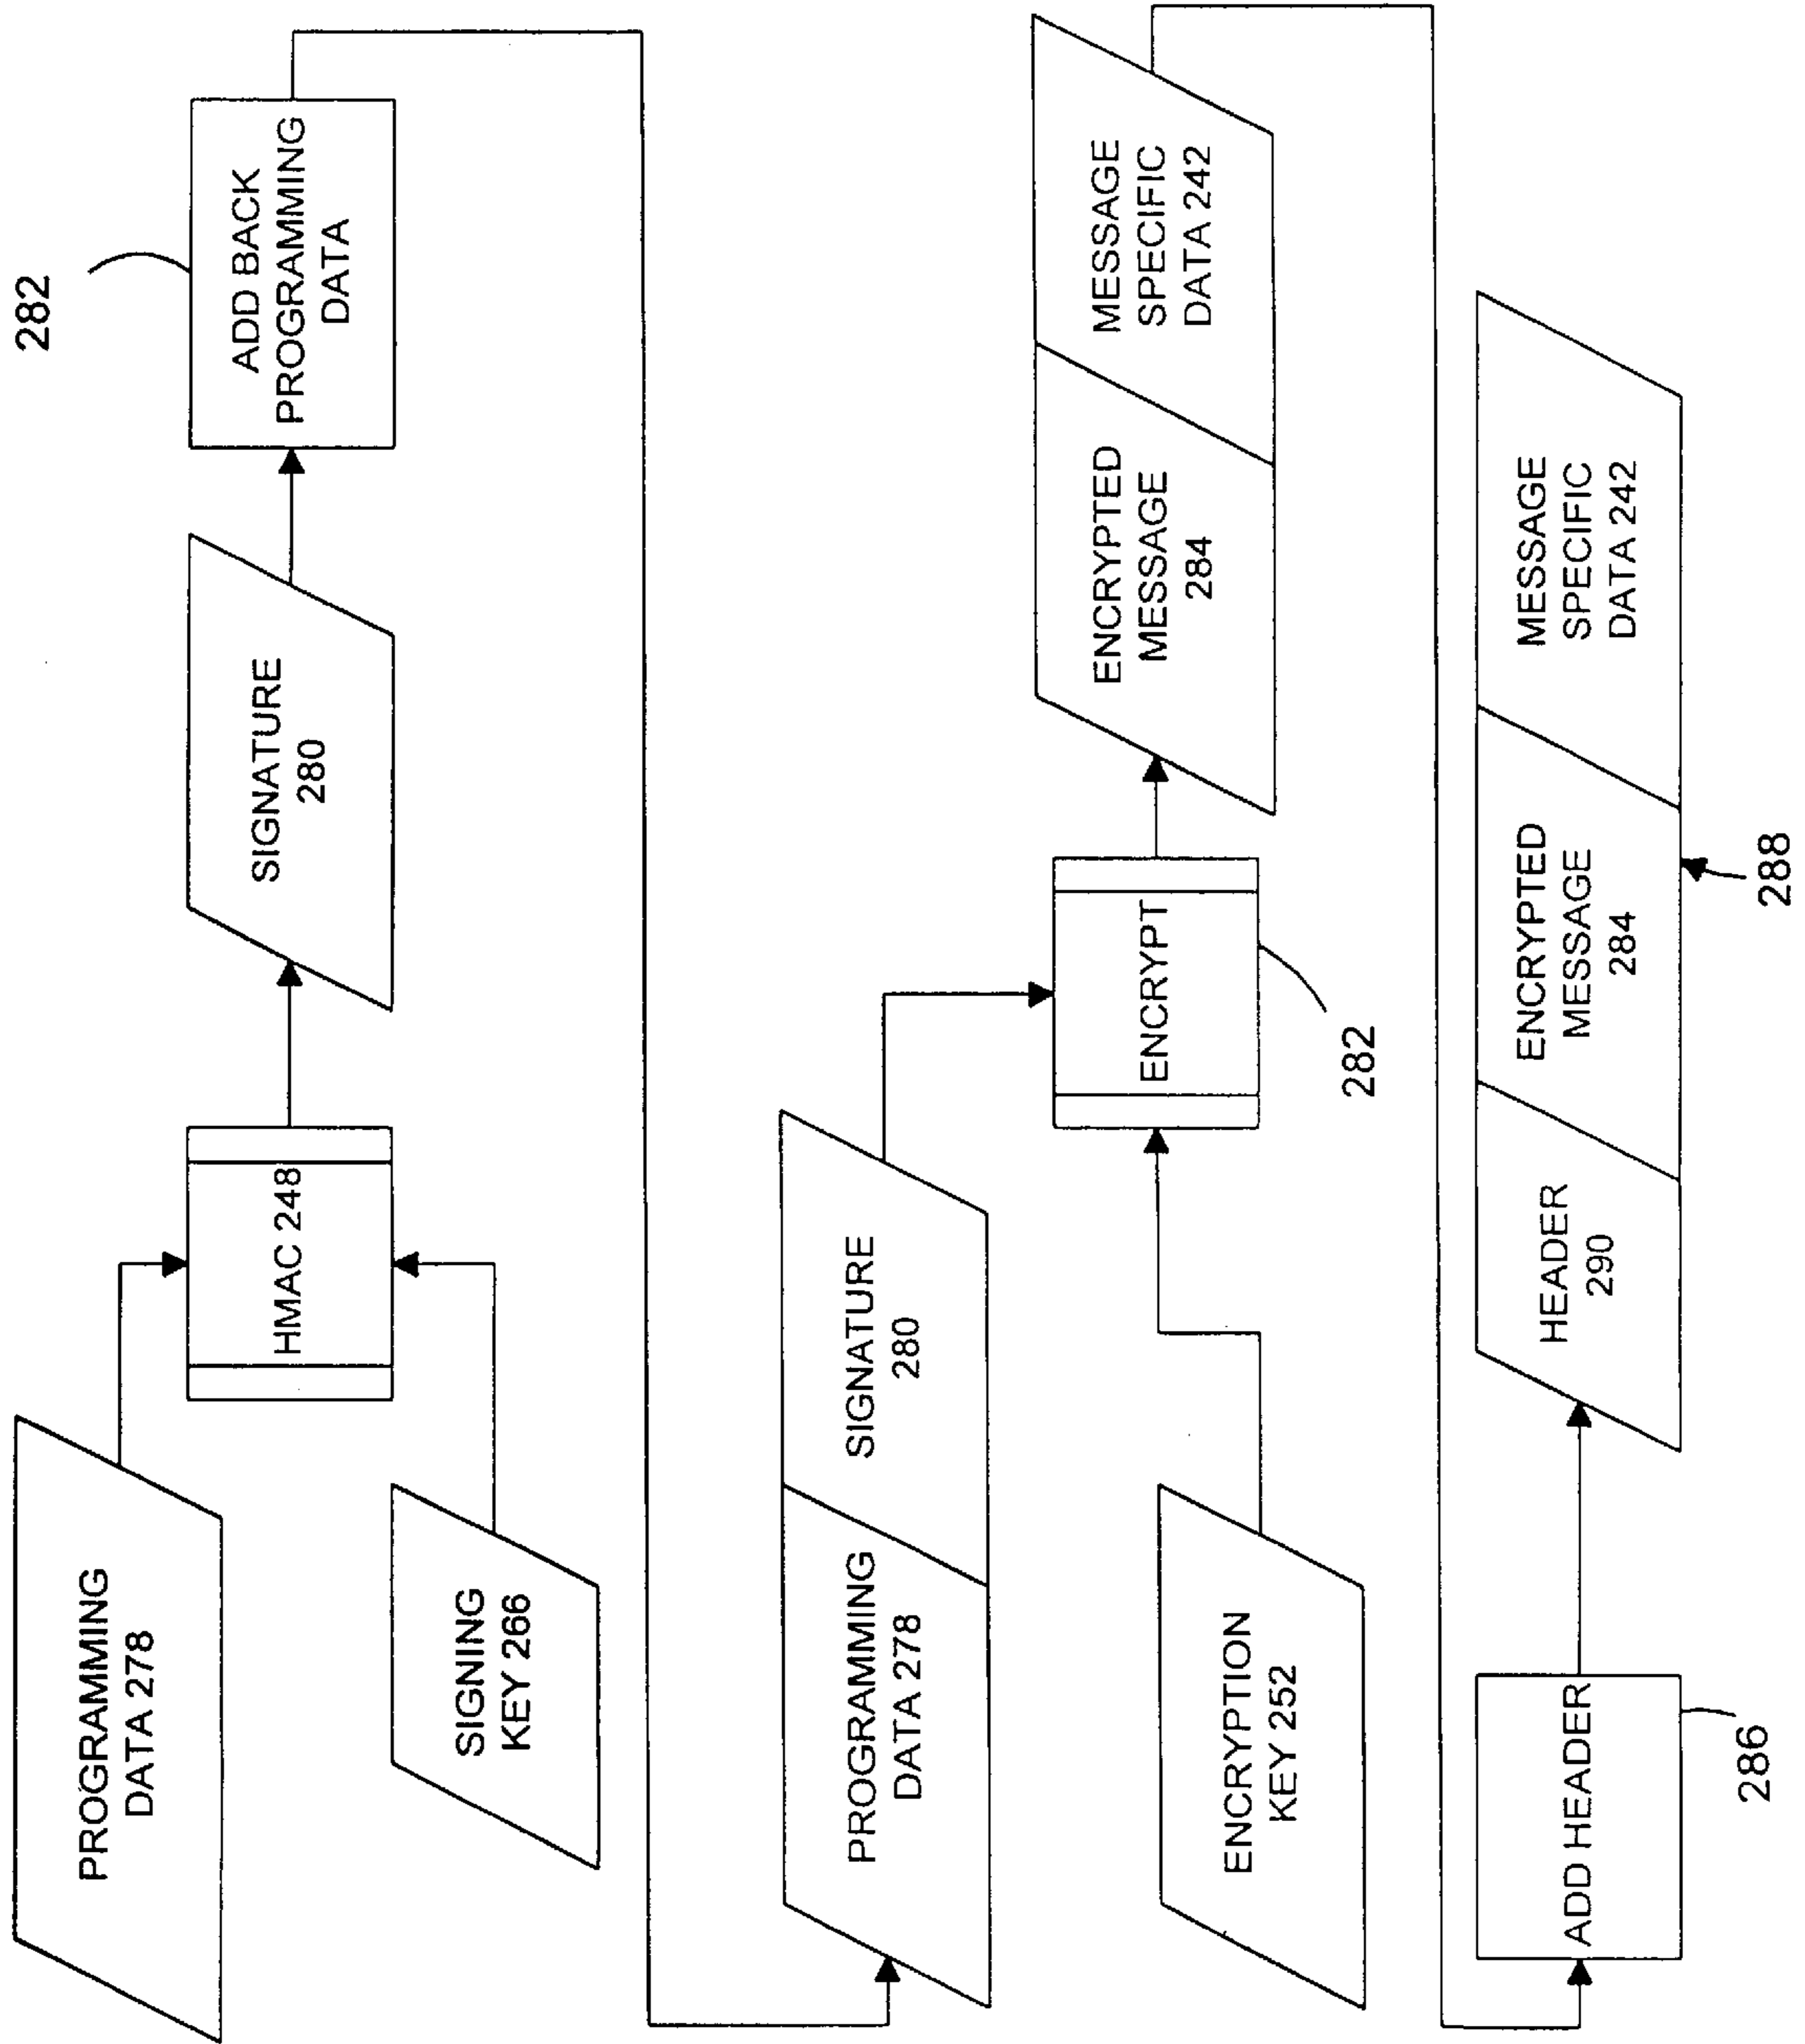 PROGRAMMING
DATA 278
SIGNING
KEY 266
HMAC 248
SIGNATURE
280
ADD BACK
PROGRAMMING
DATA
282
PROGRAMMING
DATA 278
SIGNATURE
280
ENCRYPTION
KEY 252
ENCRYPT
282
ENCRYPTED
MESSAGE
284
MESSAGE
SPECIFIC
DATA 242
ADD HEADER
286
HEADER
290
ENCRYPTED
MESSAGE
284
MESSAGE
SPECIFIC
DATA 242
288